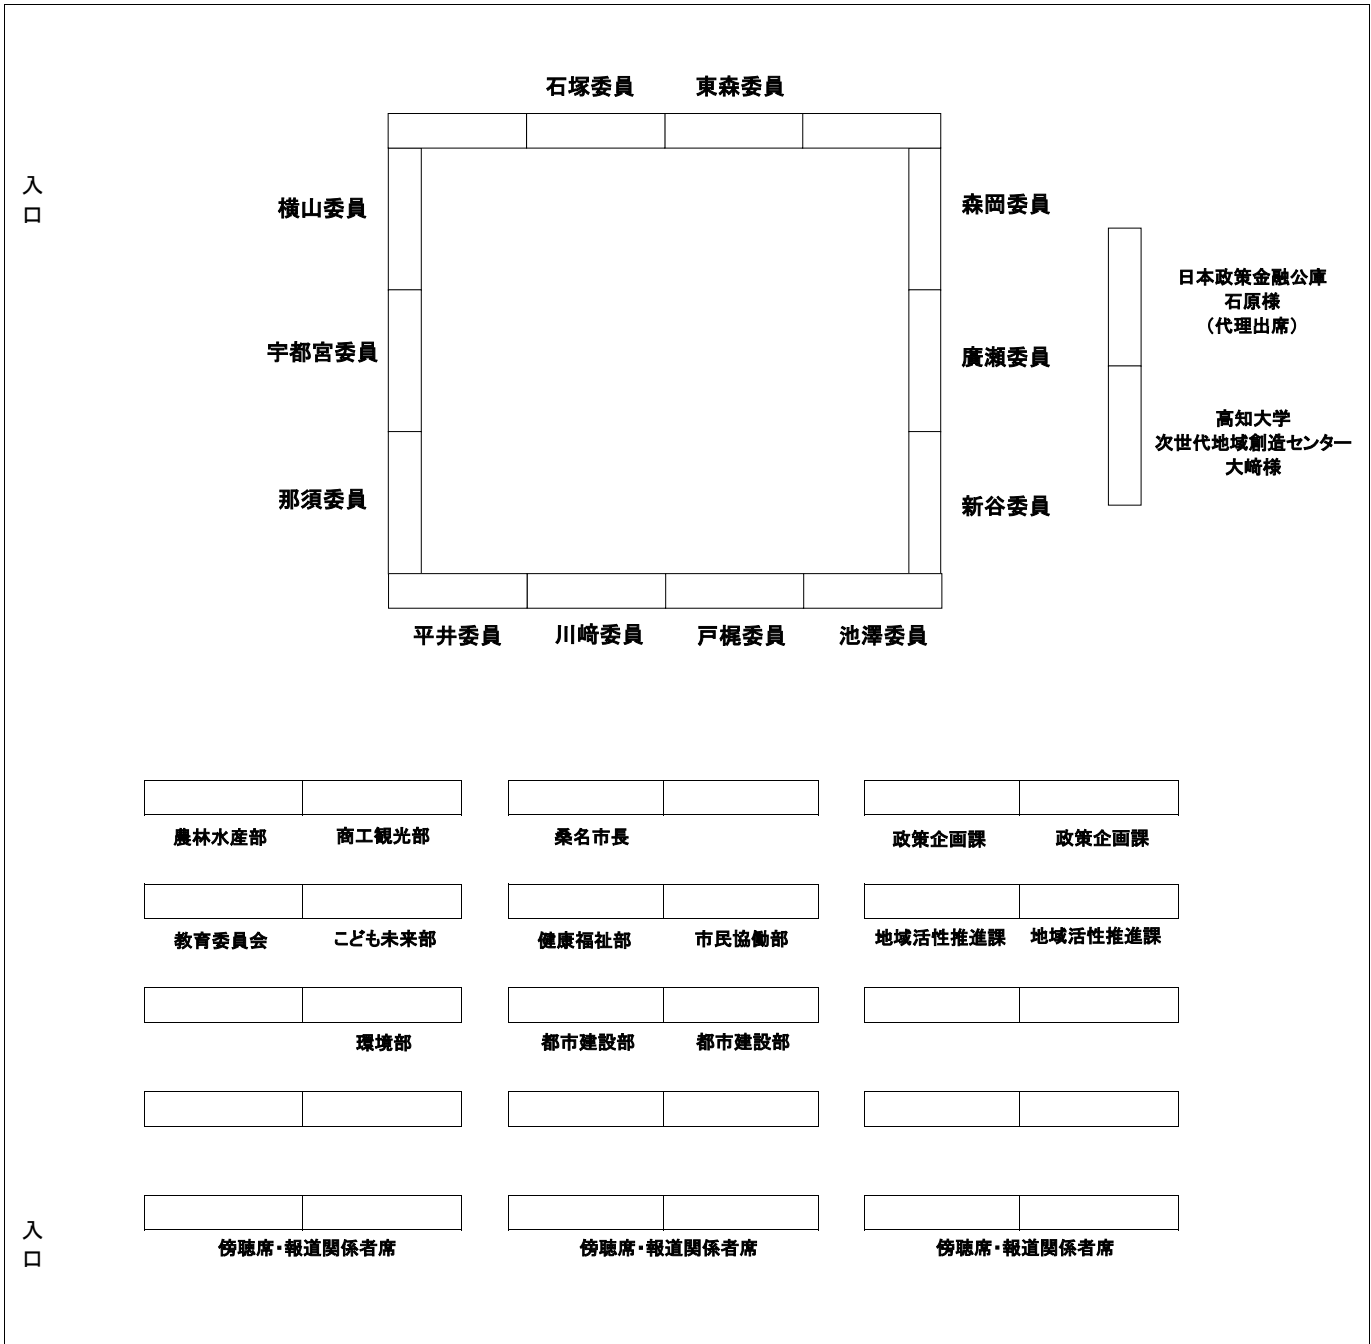 石塚委員
東森委員
入口
横山委員
森岡委員
日本政策金融公庫
石原様
(代理出席)
宇都宮委員
廣瀬委員
高知大学
次世代地域創造センター
大﨑様
那須委員
新谷委員
平井委員
川﨑委員
戸梶委員
池澤委員
農林水産部
商工観光部
桑名市長
政策企画課
政策企画課
教育委員会
こども未来部
健康福祉部
市民協働部
地域活性推進課
地域活性推進課
環境部
都市建設部
都市建設部
入口
傍聴席・報道関係者席
傍聴席・報道関係者席
傍聴席・報道関係者席